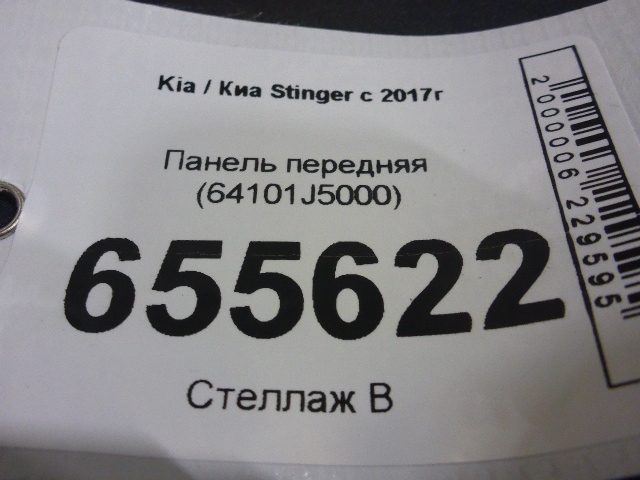 Kia / Киа Stinger с 2017г
Панель передняя
(64101J5000)
655622
Стеллаж В
2000006229595